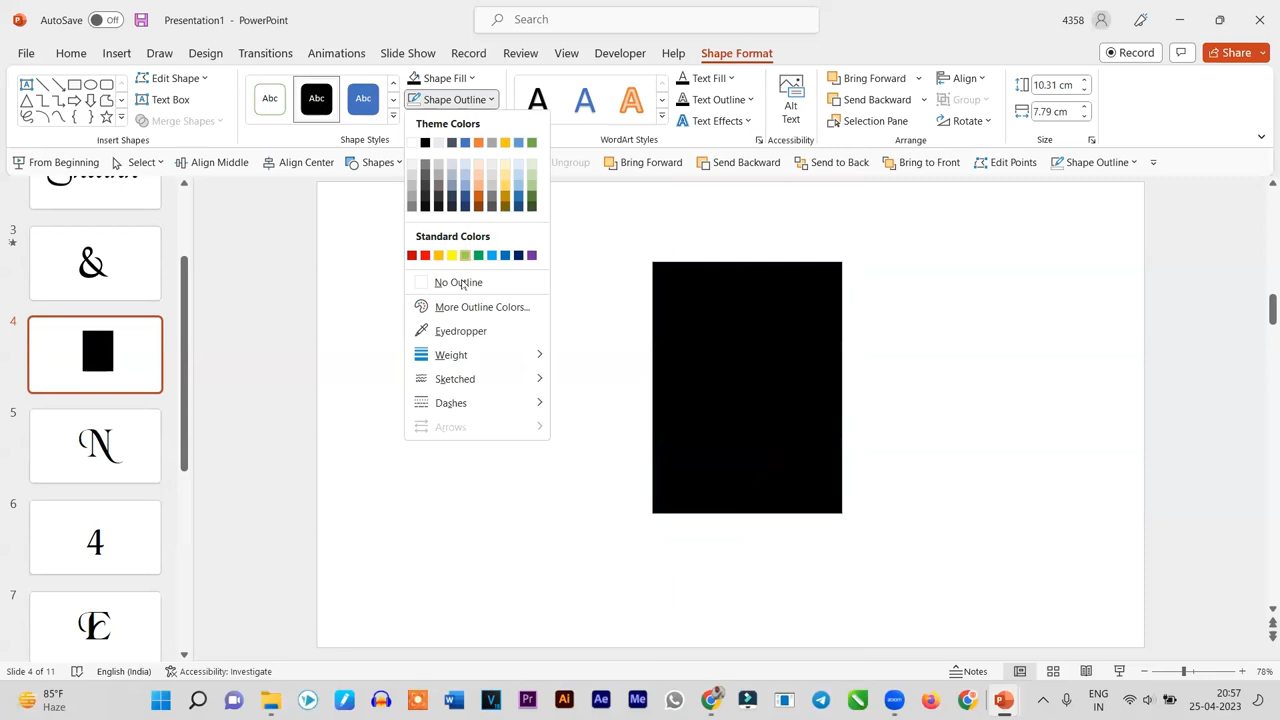 AutoSave Off Presentation1 - PowerPoint Search 4358
File Home Insert Draw Design Transitions Animations Slide Show Record Review View Developer Help Shape Format Record Share
Edit Shape Abc Abc Abc Shape Fill A A A Text Fill Bring Forward Align 10.31 cm
Text Box Shape Outline Text Outline Alt Text Send Backward Group 7.79 cm
Merge Shapes Text Effects Selection Pane Rotate
Insert Shapes Shape Styles WordArt Styles Accessibility Arrange Size
From Beginning Select Align Middle Align Center Shapes Ungroup Bring Forward Send Backward Send to Back Bring to Front Edit Points Shape Outline
Theme Colors
Standard Colors
No Outline
More Outline Colors...
Eyedropper
Weight
Sketched
Dashes
Arrows
3
&
4
5
N
6
4
7
E
Slide 4 of 11 English (India) Accessibility: Investigate Notes 78%
85°F
Haze
ENG
IN
20:57
25-04-2023